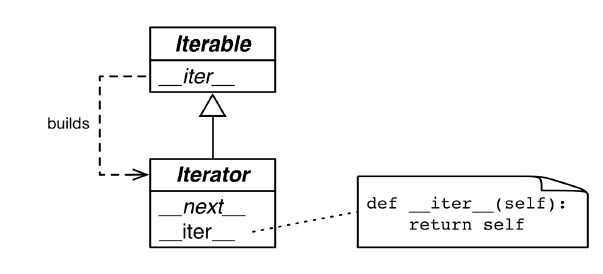 Iterable
__iter__
builds
Iterator
__next__
__iter__
def __iter__(self):
    return self